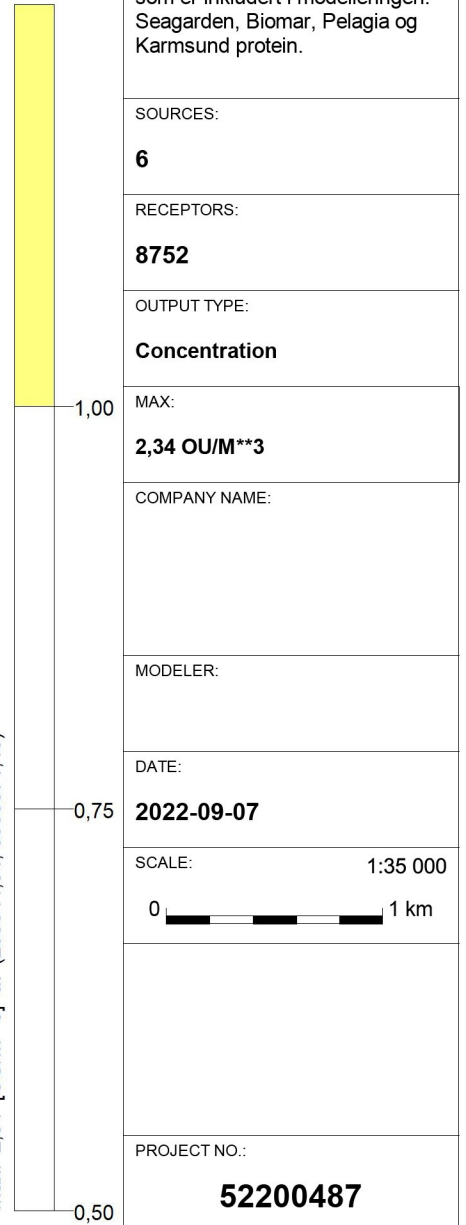 Seagarden, Biomar, Pelagia og
Karmsund protein.
SOURCES:
6
RECEPTORS:
8752
OUTPUT TYPE:
Concentration
1,00
MAX:
2,34 OU/M**3
COMPANY NAME:
MODELER:
DATE:
0,75
2022-09-07
SCALE:
1:35 000
0
1 km
PROJECT NO.:
52200487
0,50